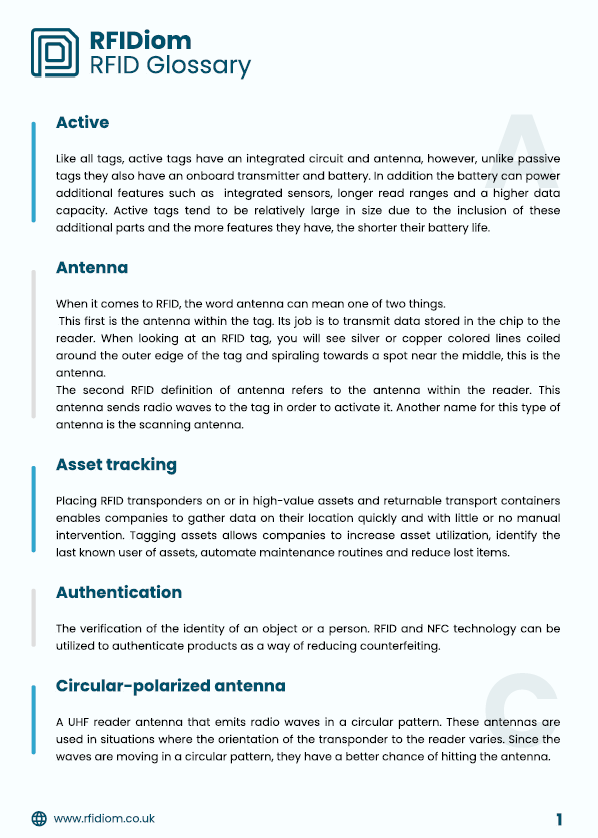 RFIDiom
RFID Glossary
A
Active
Like all tags, active tags have an integrated circuit and antenna, however, unlike passive
tags they also have an onboard transmitter and battery. In addition the battery can power
additional features such as  integrated sensors, longer read ranges and a higher data
capacity. Active tags tend to be relatively large in size due to the inclusion of these
additional parts and the more features they have, the shorter their battery life.
Antenna
When it comes to RFID, the word antenna can mean one of two things.
This first is the antenna within the tag. Its job is to transmit data stored in the chip to the
reader. When looking at an RFID tag, you will see silver or copper colored lines coiled
around the outer edge of the tag and spiraling towards a spot near the middle, this is the
antenna.
The second RFID definition of antenna refers to the antenna within the reader. This
antenna sends radio waves to the tag in order to activate it. Another name for this type of
antenna is the scanning antenna.
Asset tracking
Placing RFID transponders on or in high-value assets and returnable transport containers
enables companies to gather data on their location quickly and with little or no manual
intervention. Tagging assets allows companies to increase asset utilization, identify the
last known user of assets, automate maintenance routines and reduce lost items.
Authentication
The verification of the identity of an object or a person. RFID and NFC technology can be
utilized to authenticate products as a way of reducing counterfeiting.
C
Circular-polarized antenna
A UHF reader antenna that emits radio waves in a circular pattern. These antennas are
used in situations where the orientation of the transponder to the reader varies. Since the
waves are moving in a circular pattern, they have a better chance of hitting the antenna.
www.rfidiom.co.uk
1